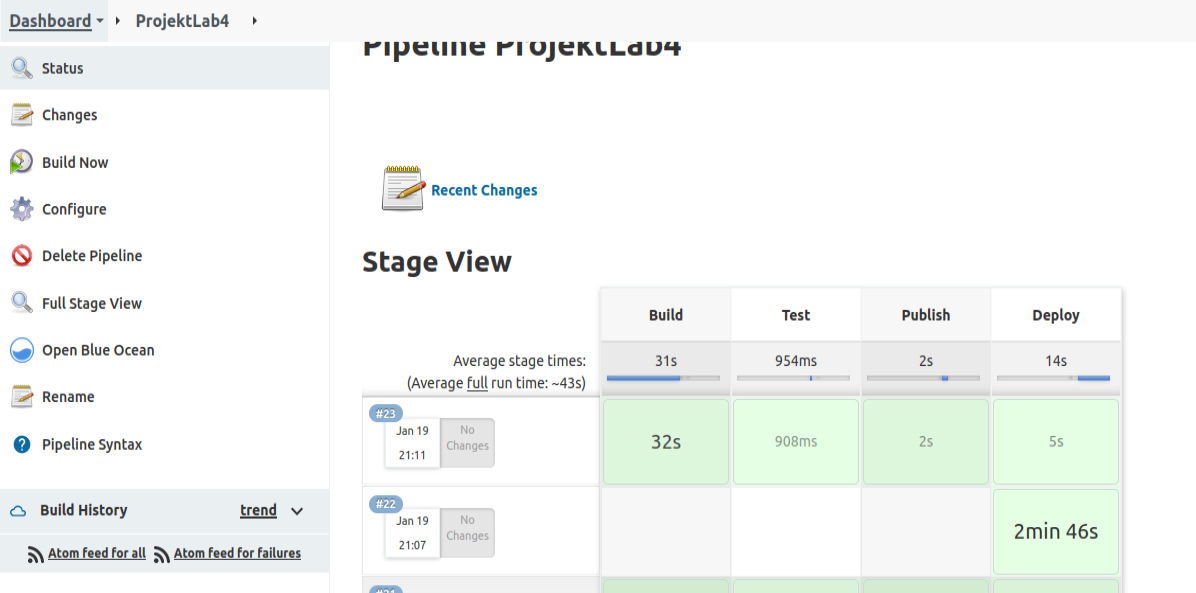 Dashboard ProjektLab4
Pipeline ProjektLab4
Status
Changes
Build Now
Configure
Delete Pipeline
Full Stage View
Open Blue Ocean
Rename
? Pipeline Syntax
Build History trend
Atom feed for all Atom feed for failures
Recent Changes
Stage View
Build Test Publish Deploy
Average stage times: 31s 954ms 2s 14s
(Average full run time: ~43s)
#23
Jan 19 No
21:11 Changes
32s 908ms 2s 5s
#22
Jan 19 No
21:07 Changes
2min 46s